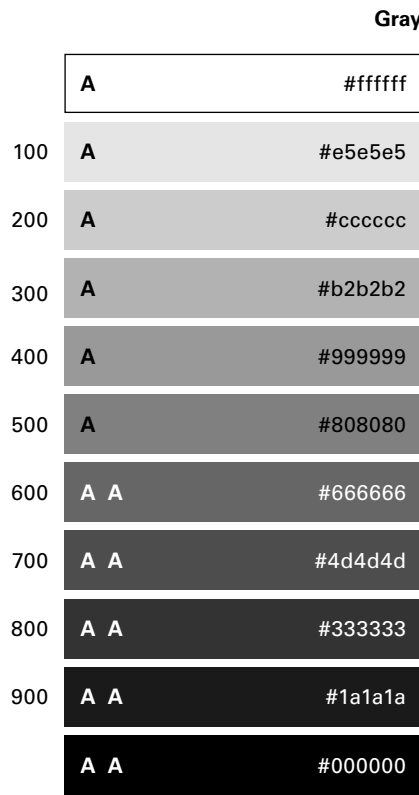 Gray
A #ffffff
100 A #e5e5e5
200 A #cccccc
300 A #b2b2b2
400 A #999999
500 A #808080
600 A A #666666
700 A A #4d4d4d
800 A A #333333
900 A A #1a1a1a
A A #000000